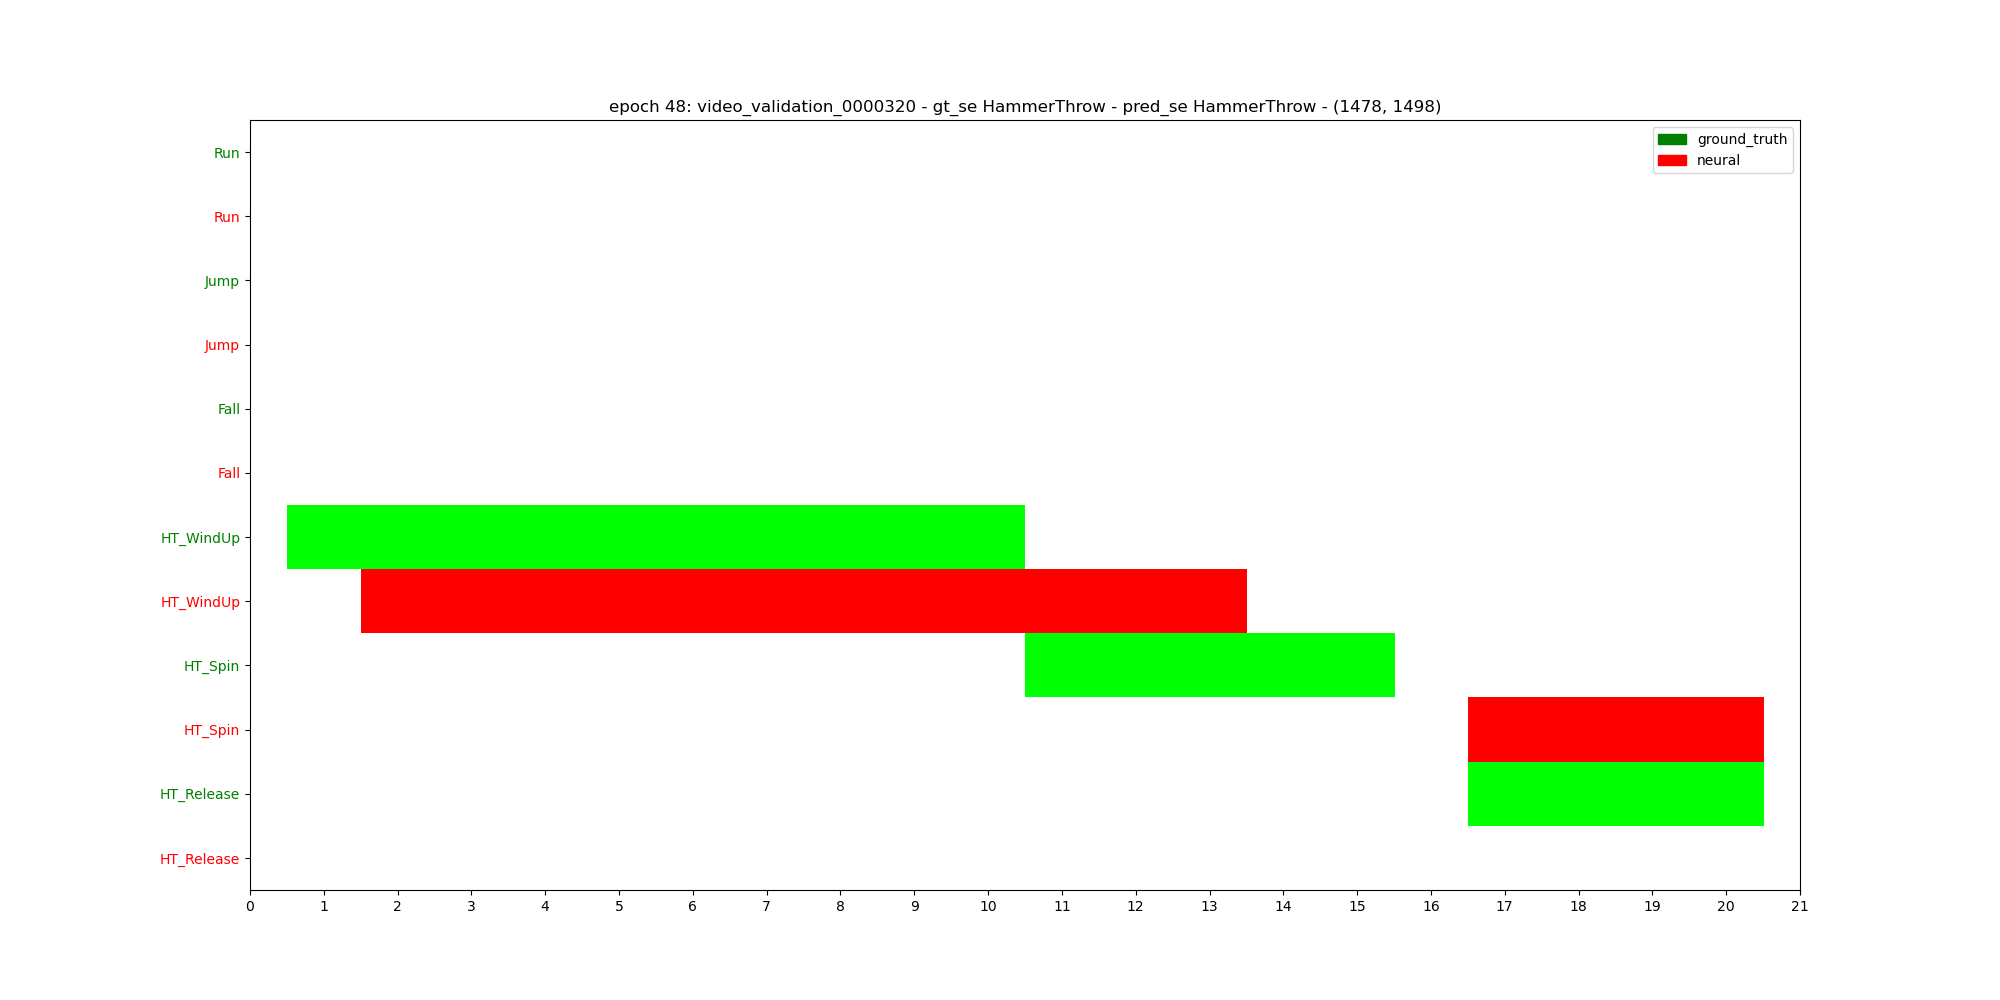 epoch 48: video_validation_0000320 - gt_se HammerThrow - pred_se HammerThrow - (1478, 1498)
ground_truth
neural
Run
Run
Jump
Jump
Fall
Fall
HT_WindUp
HT_WindUp
HT_Spin
HT_Spin
HT_Release
HT_Release
0 1 2 3 4 5 6 7 8 9 10 11 12 13 14 15 16 17 18 19 20 21